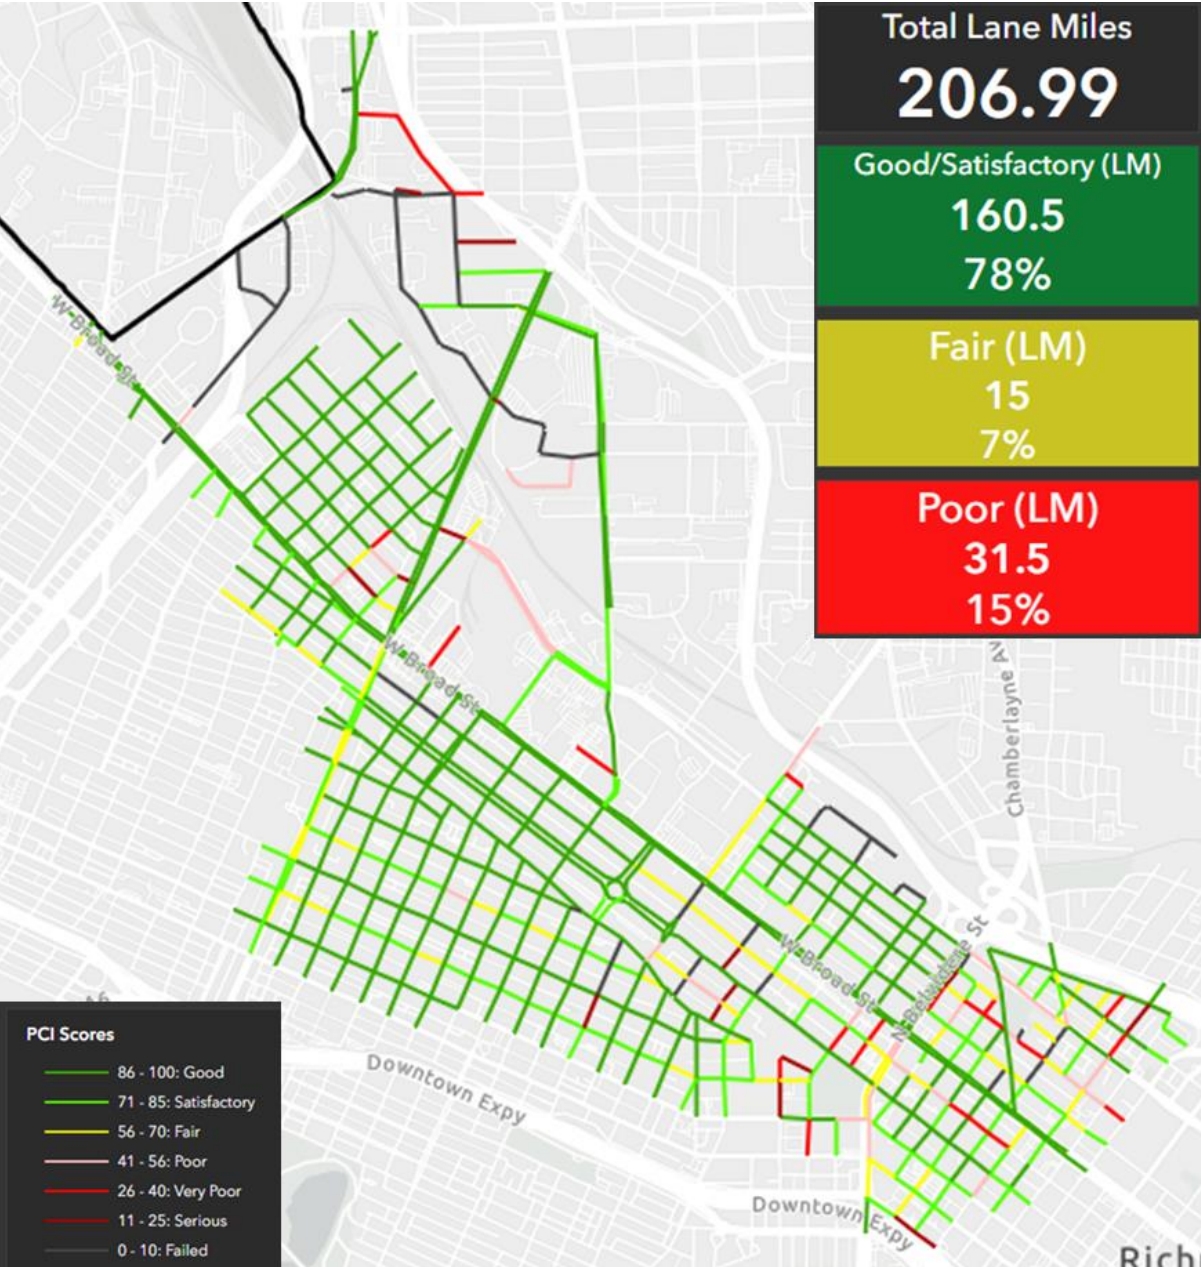 Total Lane Miles
206.99
Good/Satisfactory (LM)
160.5
78%
Fair (LM)
15
7%
Poor (LM)
31.5
15%
W Broad St
W Broad St
Chamberlayne Av
W Broad St
N Belvidere St
Downtown Expy
Downtown Expy
Rich
PCI Scores
86 - 100: Good
71 - 85: Satisfactory
56 - 70: Fair
41 - 56: Poor
26 - 40: Very Poor
11 - 25: Serious
0 - 10: Failed